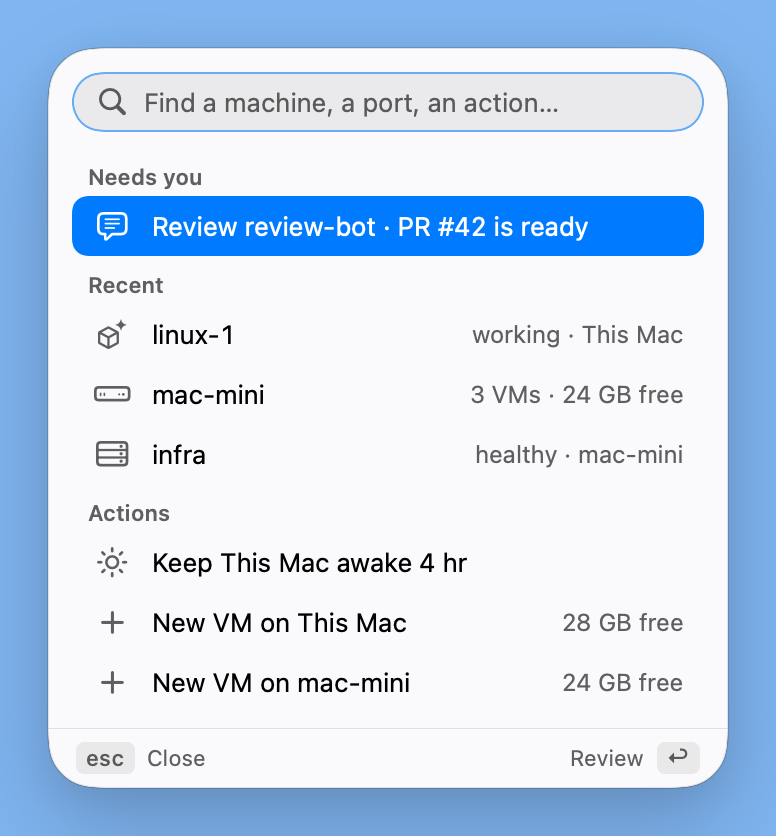 Find a machine, a port, an action...
Needs you
Review review-bot · PR #42 is ready
Recent
linux-1 working · This Mac
mac-mini 3 VMs · 24 GB free
infra healthy · mac-mini
Actions
Keep This Mac awake 4 hr
New VM on This Mac 28 GB free
New VM on mac-mini 24 GB free
esc Close Review